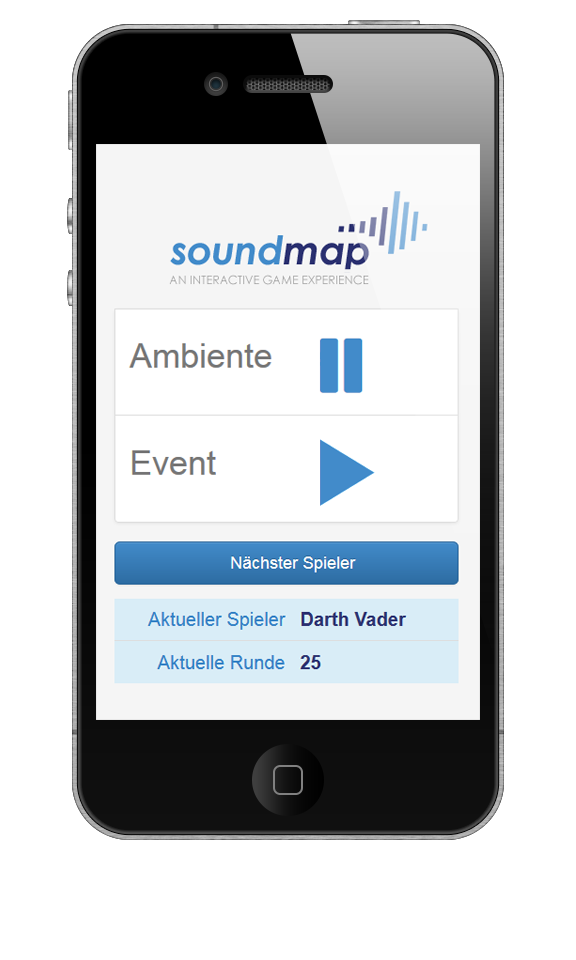 soundmap
AN INTERACTIVE GAME EXPERIENCE
Ambiente
Event
Nächster Spieler
Aktueller Spieler Darth Vader
Aktuelle Runde 25